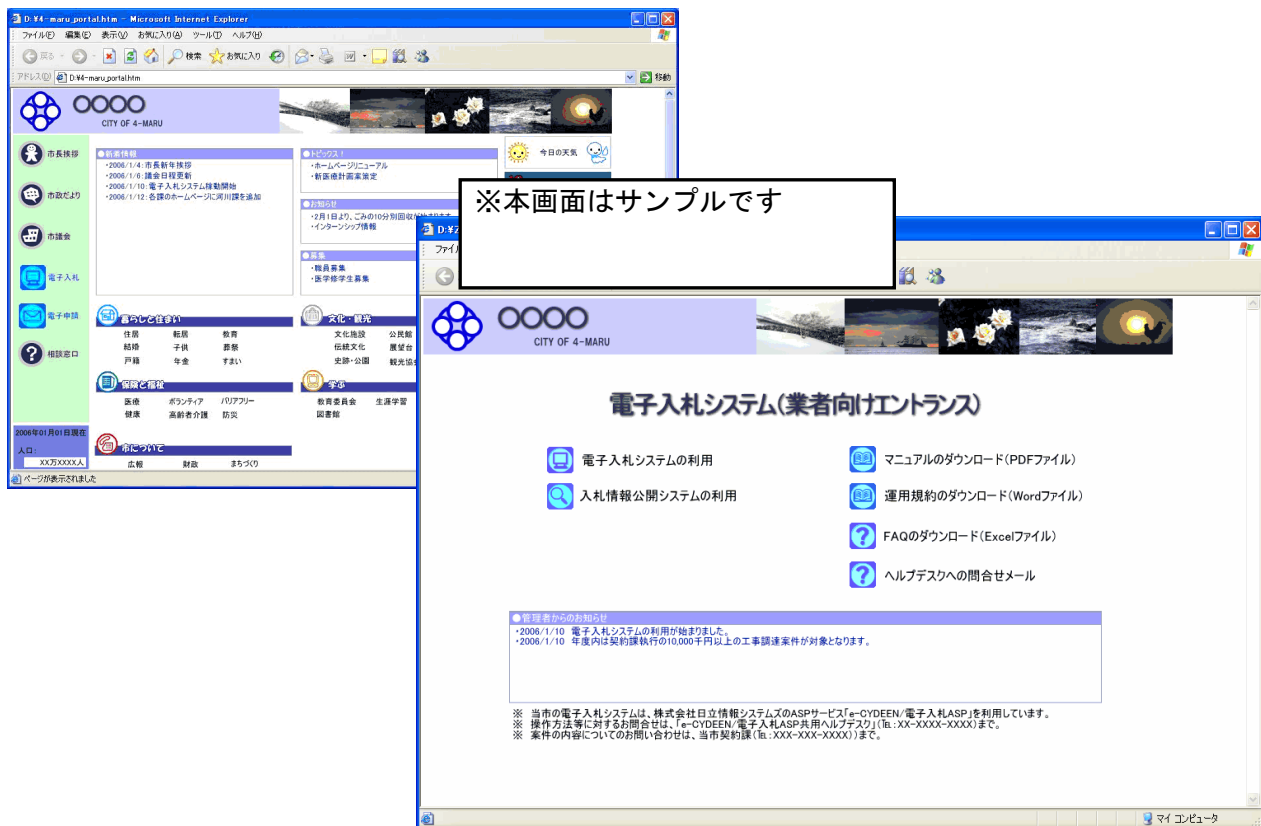 D:¥4-maru_portal.htm - Microsoft Internet Explorer
ファイル(F) 編集(E) 表示(V) お気に入り(A) ツール(T) ヘルプ(H)
戻る 検索 お気に入り
アドレス(D) D:¥4-maru_portal.htm 移動
○○○○
CITY OF 4-MARU
市長挨拶
市政だより
市議会
電子入札
電子申請
相談窓口
2006年01月01日現在
人口:
XX万XXXX人
●新着情報
・2006/1/4:市長新年挨拶
・2006/1/6:議会日程更新
・2006/1/10:電子入札システム稼動開始
・2006/1/12:各課のホームページに河川課を追加
●トピックス!
・ホームページリニューアル
・新医療計画案策定
●お知らせ
・2月1日より、ごみの10分別回収が始まります
・インターンシップ情報
●募集
・職員募集
・医学修学生募集
今日の天気
暮らしと住まい
住居 転居 教育
結婚 子供 葬祭
戸籍 年金 すまい
文化・観光
文化施設 公民館
伝統文化 展望台
史跡・公園 観光協会
保険と福祉
医療 ボランティア バリアフリー
健康 高齢者介護 防災
学ぶ
教育委員会 生涯学習
図書館
市について
広報 財政 まちづくり
ページが表示されました
※本画面はサンプルです
D:¥2
ファイル
○○○○
CITY OF 4-MARU
電子入札システム(業者向けエントランス)
電子入札システムの利用
入札情報公開システムの利用
マニュアルのダウンロード(PDFファイル)
運用規約のダウンロード(Wordファイル)
FAQのダウンロード(Excelファイル)
ヘルプデスクへの問合せメール
●管理者からのお知らせ
・2006/1/10 電子入札システムの利用が始まりました。
・2006/1/10 年度内は契約課執行の10,000千円以上の工事調達案件が対象となります。
※ 当市の電子入札システムは、株式会社日立情報システムズのASPサービス「e-CYDEEN/電子入札ASP」を利用しています。
※ 操作方法等に対するお問合せは、「e-CYDEEN/電子入札ASP共用ヘルプデスク」(℡:XX-XXXX-XXXX)まで。
※ 案件の内容についてのお問い合わせは、当市契約課(℡:XXX-XXX-XXXX))まで。
マイ コンピュータ